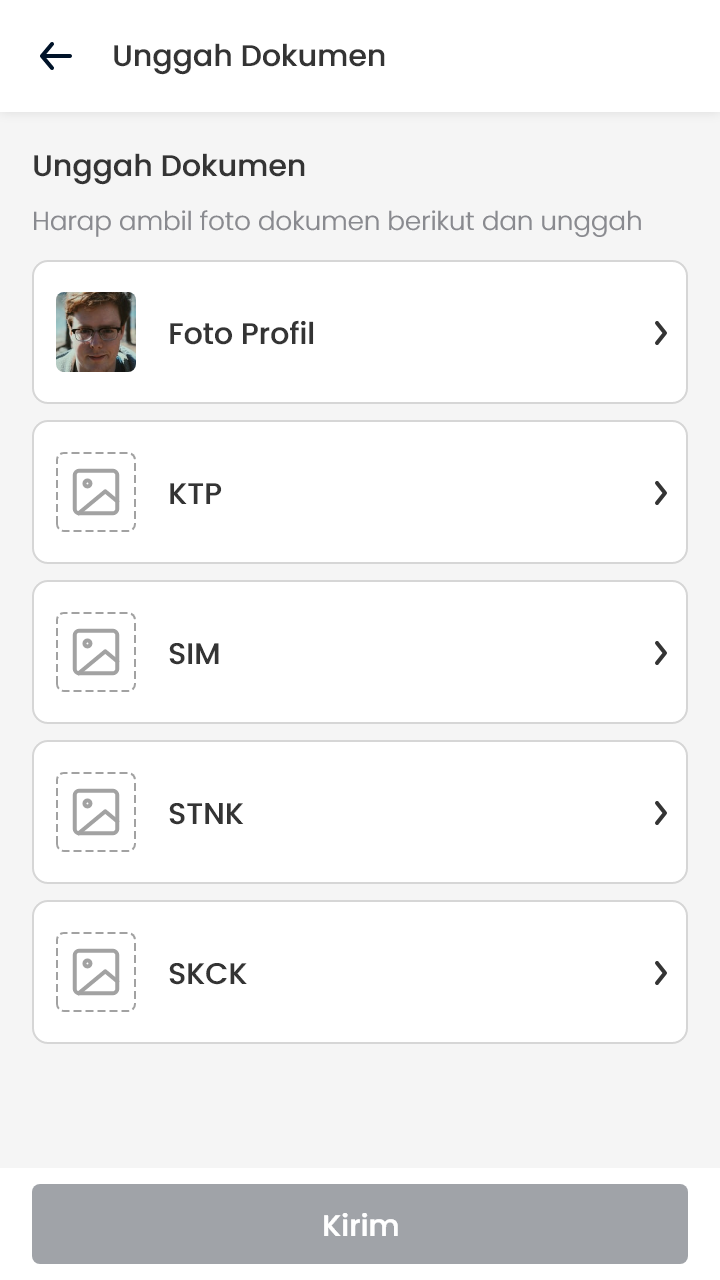 Unggah Dokumen
Unggah Dokumen
Harap ambil foto dokumen berikut dan unggah
Foto Profil
KTP
SIM
STNK
SKCK
Kirim